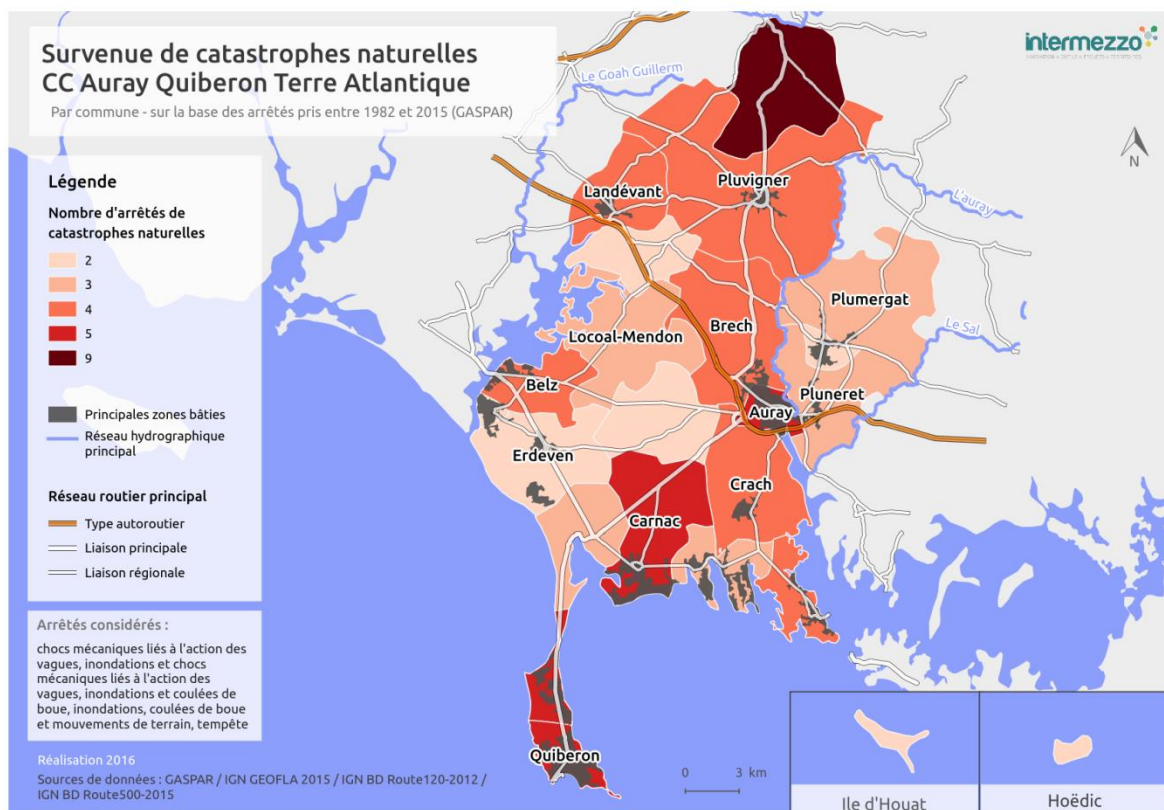 Survenue de catastrophes naturelles
CC Auray Quiberon Terre Atlantique
Par commune - sur la base des arrêtés pris entre 1982 et 2015 (GASPAR)
intermezzo
Légende
Nombre d'arrêtés de
catastrophes naturelles
2
3
4
5
9
Principales zones bâties
Réseau hydrographique
principal
Réseau routier principal
Type autoroutier
Liaison principale
Liaison régionale
Arrêtés considérés :
chocs mécaniques liés à l'action des
vagues, inondations et chocs
mécaniques liés à l'action des
vagues, inondations et coulées de
boue, inondations, coulées de boue
et mouvements de terrain, tempête
Réalisation 2016
Sources de données : GASPAR / IGN GEOFLA 2015 / IGN BD Route120-2012 /
IGN BD Route500-2015
Le Goah Guillerm
N
Landévant
Pluvigner
L'auray
Plumergat
Le Sal
Brech
Locoal-Mendon
Belz
Auray
Pluneret
Erdeven
Crach
Carnac
Quiberon
0 3 km
Ile d'Houat
Hoëdic